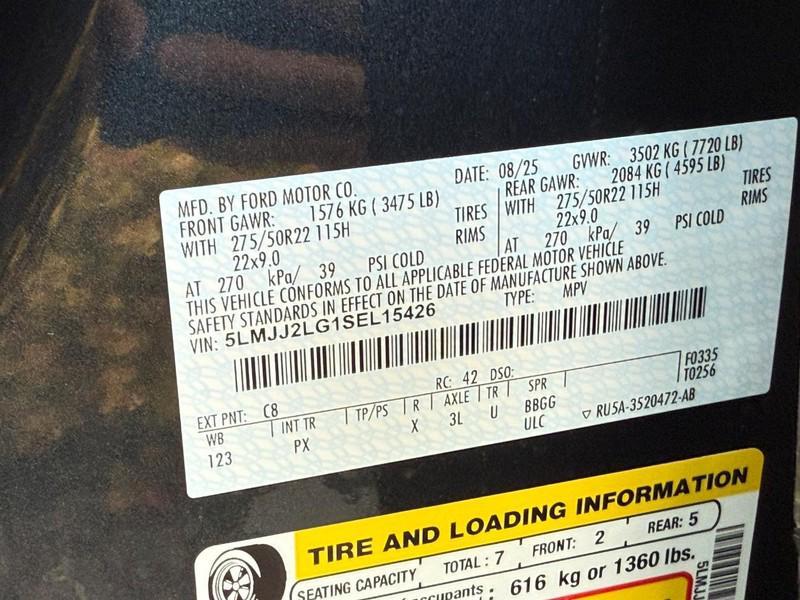 MFD. BY FORD MOTOR CO.
DATE: 08/25 GVWR: 3502 KG ( 7720 LB)
FRONT GAWR: 1576 KG ( 3475 LB)
WITH 275/50R22 115H TIRES
22x9.0 RIMS
AT 270 kPa/ 39 PSI COLD
REAR GAWR: 2084 KG ( 4595 LB)
WITH 275/50R22 115H TIRES
22x9.0 RIMS
AT 270 kPa/ 39 PSI COLD
THIS VEHICLE CONFORMS TO ALL APPLICABLE FEDERAL MOTOR VEHICLE
SAFETY STANDARDS IN EFFECT ON THE DATE OF MANUFACTURE SHOWN ABOVE.
VIN: 5LMJJ2LG1SEL15426 TYPE: MPV
F0335
T0256
EXT PNT: C8 RC: 42 DSO:
WB INT TR TP/PS R AXLE TR SPR
123 PX X 3L U BBGG
ULC
▽ RU5A-3520472-AB
TIRE AND LOADING INFORMATION
SEATING CAPACITY TOTAL : 7 FRONT: 2 REAR: 5
616 kg or 1360 lbs.